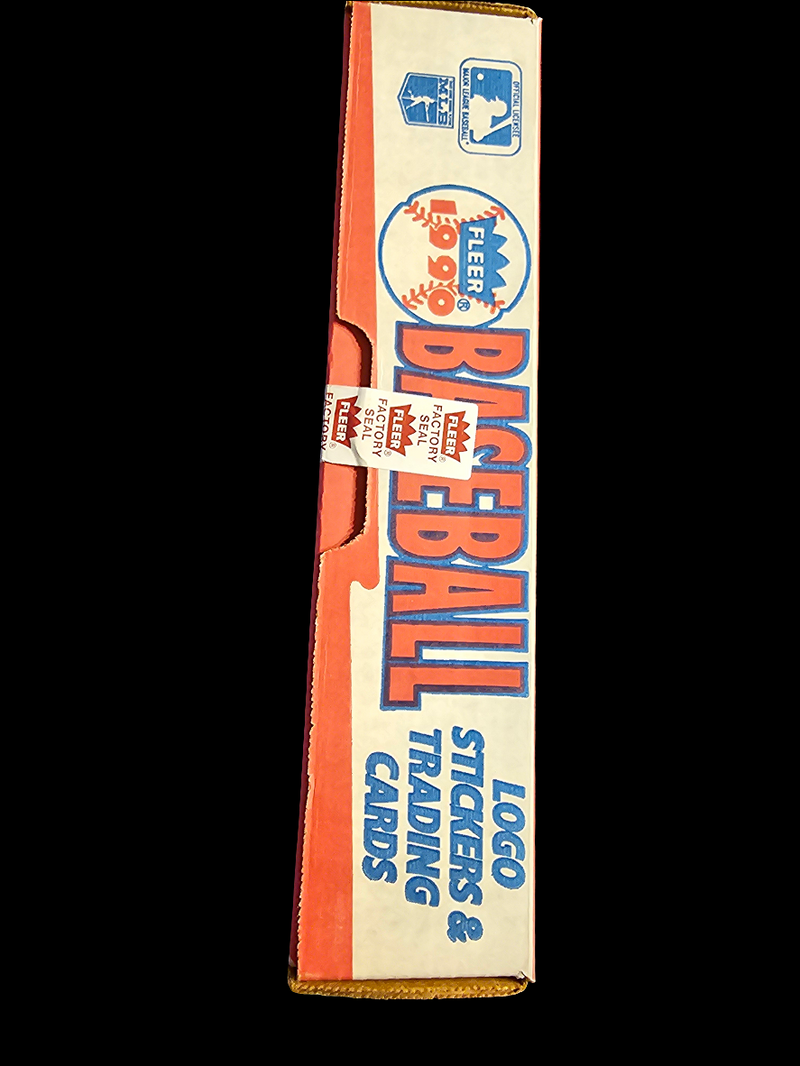 OFFICIAL LICENSEE
MAJOR LEAGUE BASEBALL®
MLB
FLEER®
1990
BASEBALL
FLEER®
FACTORY
SEAL
FLEER®
FACTORY
SEAL
FLEER®
FACTORY
LOGO
STICKERS &
TRADING
CARDS